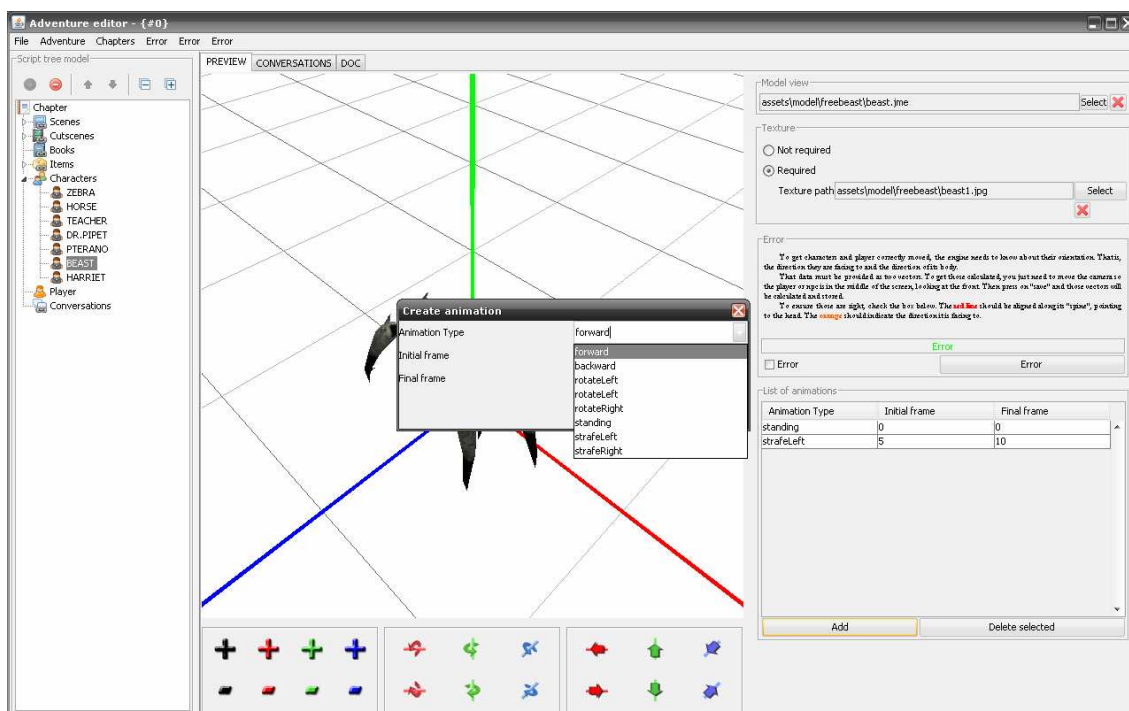 Adventure editor - {#0}
File Adventure Chapters Error Error Error
Script tree model
Chapter
Scenes
Cutscenes
Books
Items
Characters
ZEBRA
HORSE
TEACHER
DR.PIPET
PTERANO
BEAST
HARRIET
Player
Conversations
PREVIEW CONVERSATIONS DOC
Create animation
Animation Type forward
Initial frame
Final frame
forward
backward
rotateLeft
rotateLeft
rotateRight
standing
strafeLeft
strafeRight
Model view
assets\model\freebeast\beast.jme Select
Texture
Not required
Required
Texture path assets\model\freebeast\beast1.jpg Select
Error
To get characters and player correctly moved, the engine needs to know about their orientation. That is,
the direction they are facing to and the direction of its body.
That data must be provided as two vectors. To get those calculated, you just need to move the camera so
the player or npc is in the middle of the screen, looking at the front. Then press on "save" and those vectors will
be calculated and stored.
To ensure those are right, check the box below. The red line should be aligned along its "spine", pointing
to the head. The orange should indicate the direction it is facing to.
Error
Error Error
List of animations
Animation Type Initial frame Final frame
standing 0 0
strafeLeft 5 10
Add Delete selected